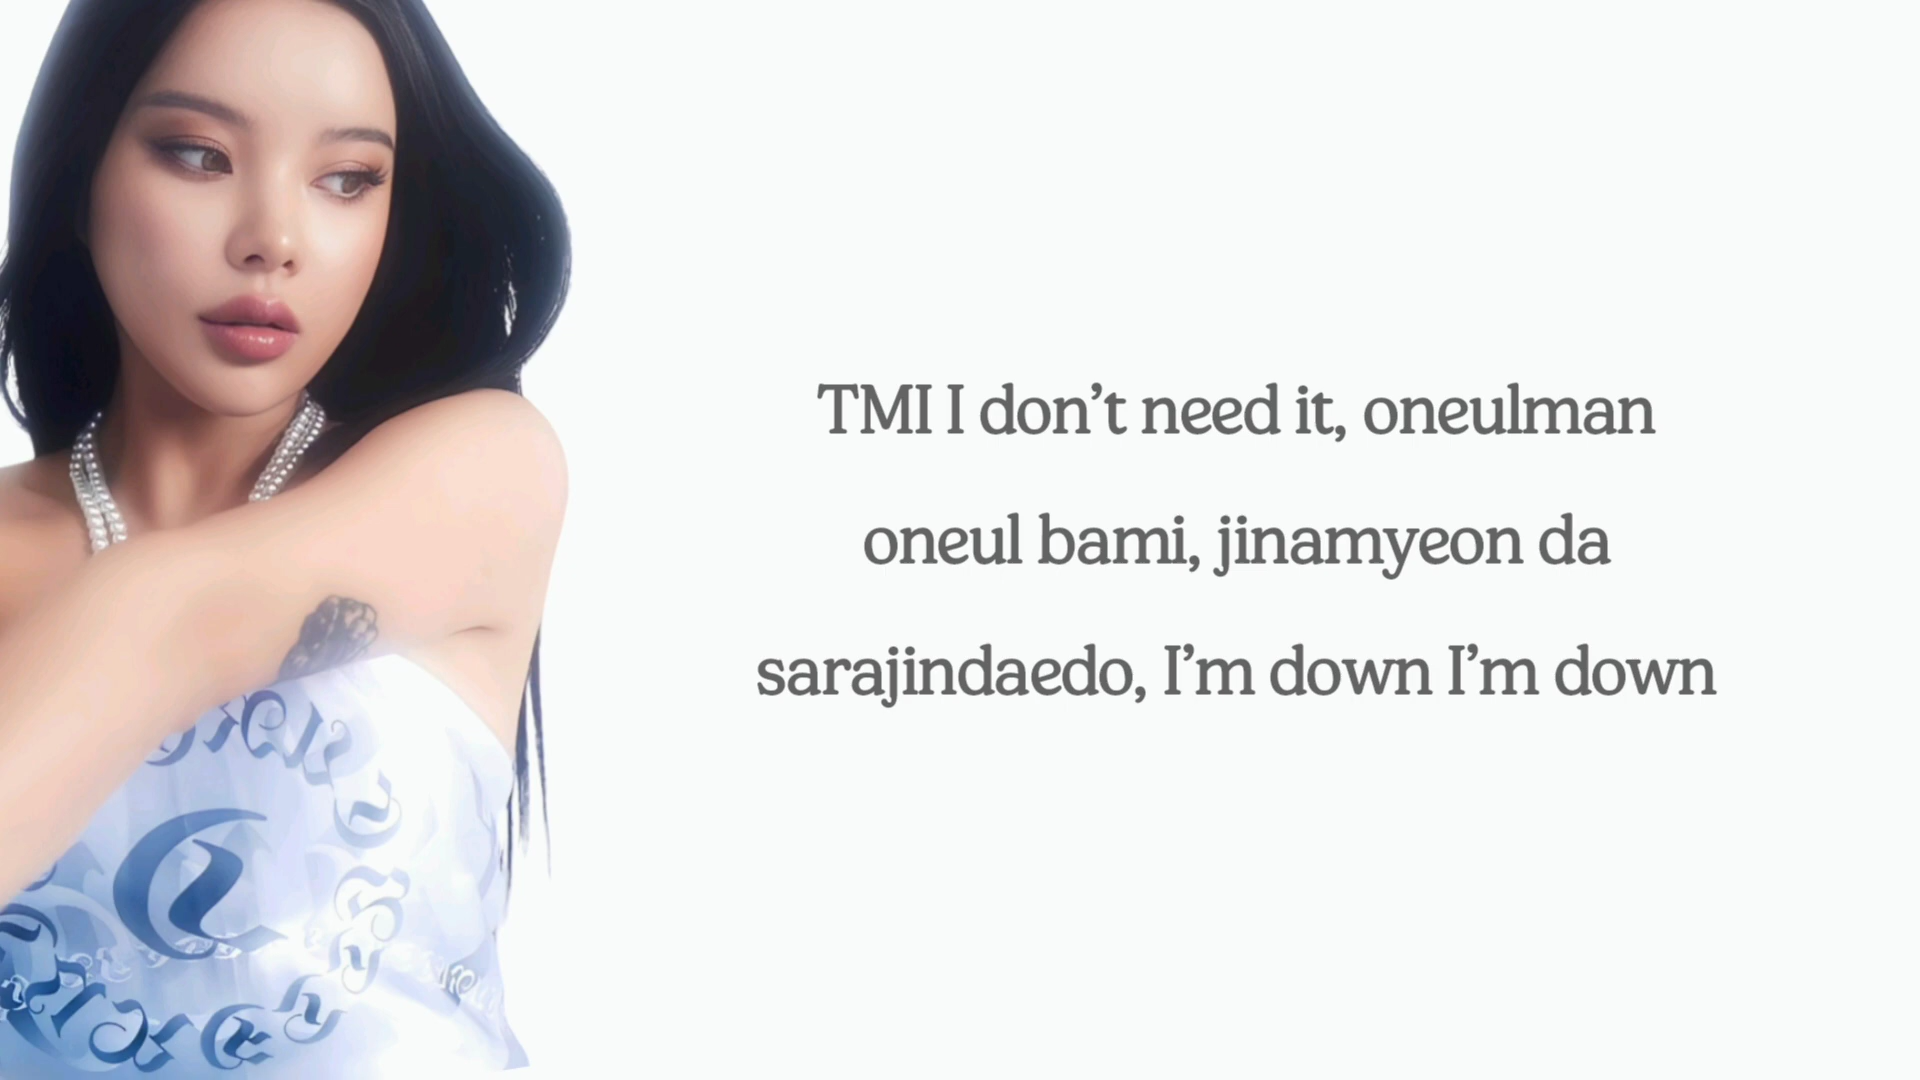 TMI I don’t need it, oneulman
oneul bami, jinamyeon da
sarajindaedo, I’m down I’m down